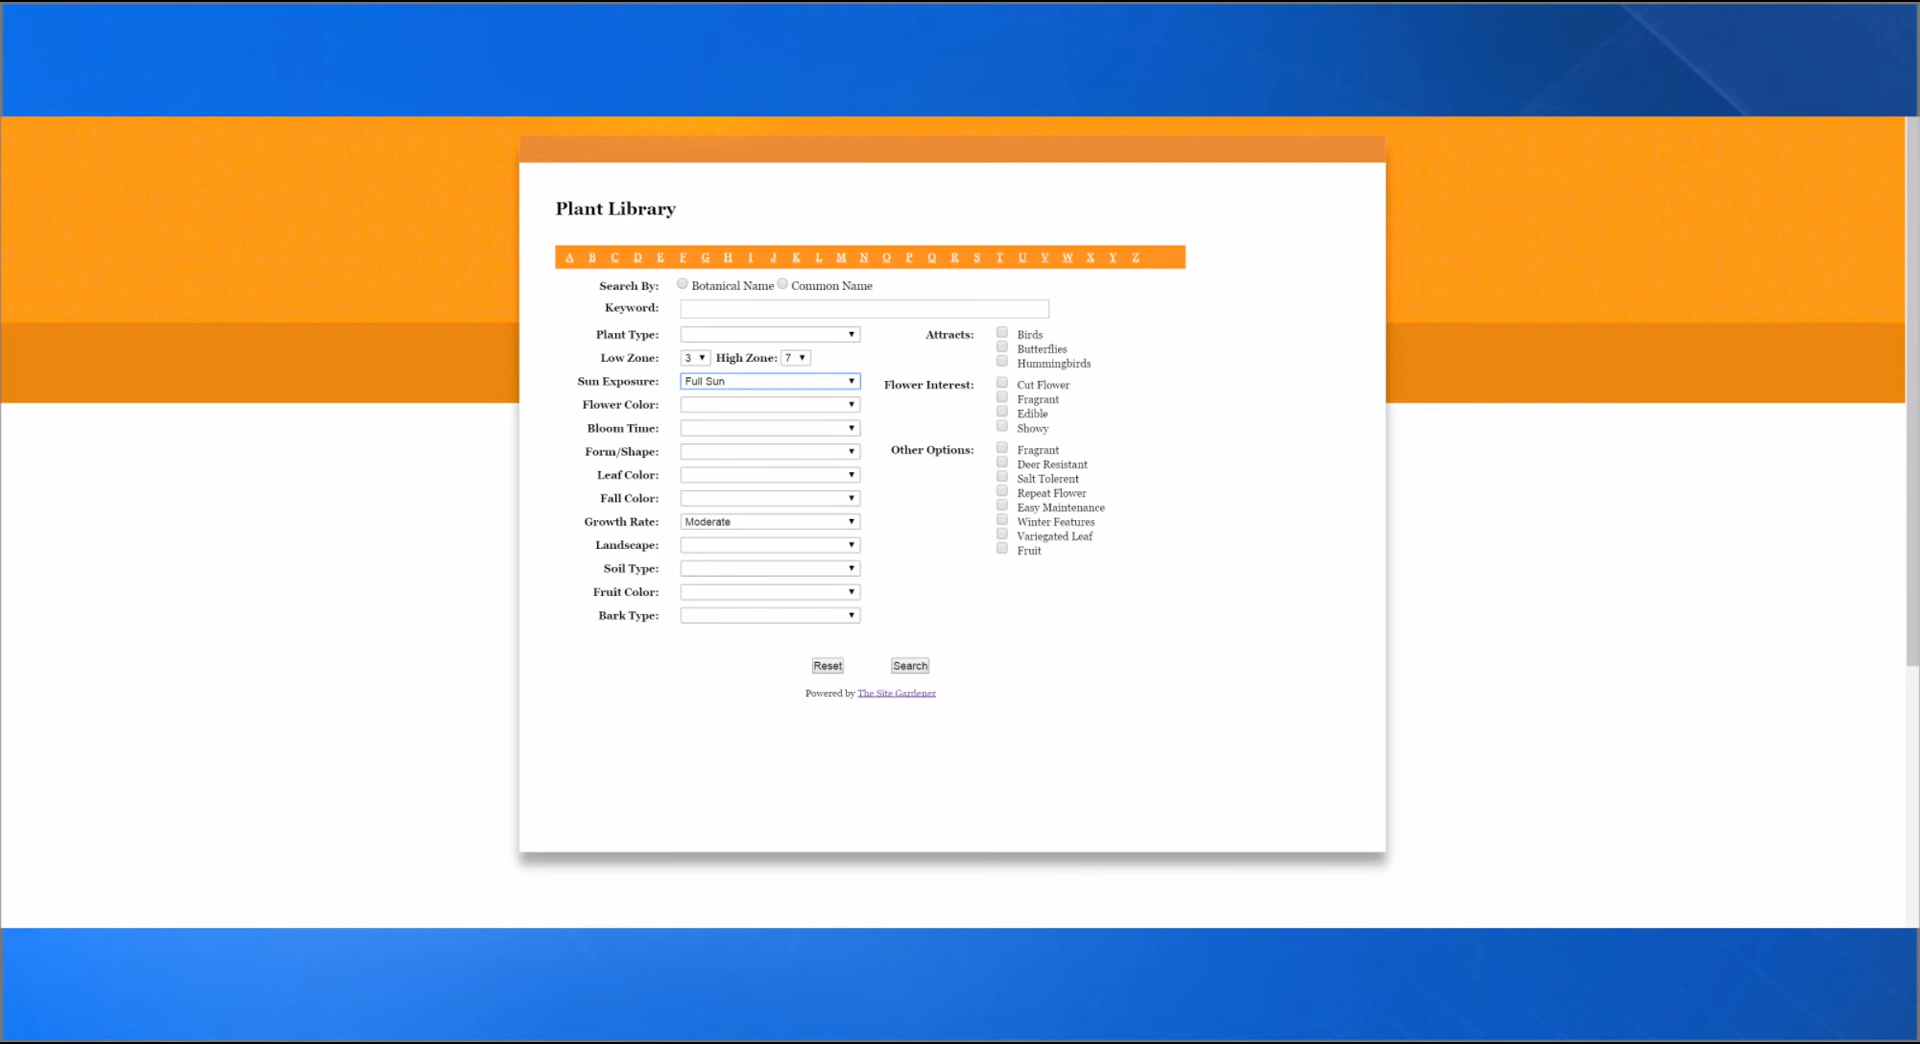 Plant Library
A B C D E F G H I J K L M N O P Q R S T U V W X Y Z
Search By: Botanical Name Common Name
Keyword:
Plant Type:
Low Zone: 3 High Zone: 7
Sun Exposure: Full Sun
Flower Color:
Bloom Time:
Form/Shape:
Leaf Color:
Fall Color:
Growth Rate: Moderate
Landscape:
Soil Type:
Fruit Color:
Bark Type:
Attracts: Birds
Butterflies
Hummingbirds
Flower Interest: Cut Flower
Fragrant
Edible
Showy
Other Options: Fragrant
Deer Resistant
Salt Tolerent
Repeat Flower
Easy Maintenance
Winter Features
Variegated Leaf
Fruit
Reset Search
Powered by The Site Gardener